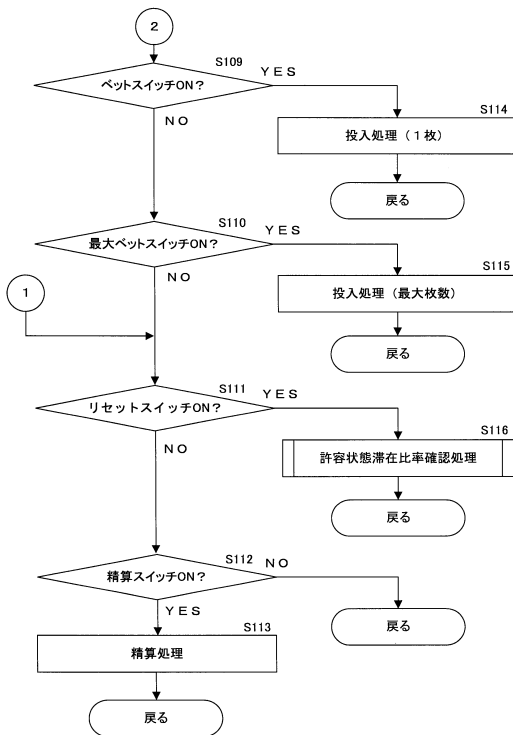 2
S109
ベットスイッチON?
YES
NO
S114
投入処理（1枚）
戻る
S110
最大ベットスイッチON?
YES
NO
S115
投入処理（最大枚数）
戻る
1
S111
リセットスイッチON?
YES
NO
S116
許容状態滞在比率確認処理
戻る
S112
精算スイッチON?
NO
YES
戻る
S113
精算処理
戻る